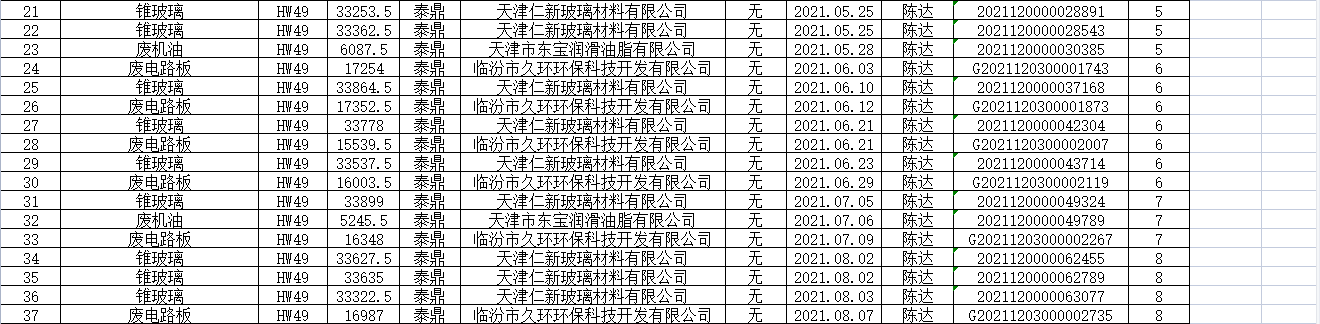 21 锥玻璃 HW49 33253.5 泰鼎 天津仁新玻璃材料有限公司 无 2021.05.25 陈达 2021120000028891 5
22 锥玻璃 HW49 33362.5 泰鼎 天津仁新玻璃材料有限公司 无 2021.05.25 陈达 2021120000028543 5
23 废机油 HW49 6087.5 泰鼎 天津市东宝润滑油脂有限公司 无 2021.05.28 陈达 2021120000030385 5
24 废电路板 HW49 17254 泰鼎 临汾市久环环保科技开发有限公司 无 2021.06.03 陈达 G2021120300001743 6
25 锥玻璃 HW49 33864.5 泰鼎 天津仁新玻璃材料有限公司 无 2021.06.10 陈达 2021120000037168 6
26 废电路板 HW49 17352.5 泰鼎 临汾市久环环保科技开发有限公司 无 2021.06.12 陈达 G2021120300001873 6
27 锥玻璃 HW49 33778 泰鼎 天津仁新玻璃材料有限公司 无 2021.06.21 陈达 2021120000042304 6
28 废电路板 HW49 15539.5 泰鼎 临汾市久环环保科技开发有限公司 无 2021.06.21 陈达 G2021120300002007 6
29 锥玻璃 HW49 33537.5 泰鼎 天津仁新玻璃材料有限公司 无 2021.06.23 陈达 2021120000043714 6
30 废电路板 HW49 16003.5 泰鼎 临汾市久环环保科技开发有限公司 无 2021.06.29 陈达 G2021120300002119 6
31 锥玻璃 HW49 33899 泰鼎 天津仁新玻璃材料有限公司 无 2021.07.05 陈达 2021120000049324 7
32 废机油 HW49 5245.5 泰鼎 天津市东宝润滑油脂有限公司 无 2021.07.06 陈达 2021120000049789 7
33 废电路板 HW49 16348 泰鼎 临汾市久环环保科技开发有限公司 无 2021.07.09 陈达 G20211203000002267 7
34 锥玻璃 HW49 33627.5 泰鼎 天津仁新玻璃材料有限公司 无 2021.08.02 陈达 2021120000062455 8
35 锥玻璃 HW49 33635 泰鼎 天津仁新玻璃材料有限公司 无 2021.08.02 陈达 2021120000062789 8
36 锥玻璃 HW49 33322.5 泰鼎 天津仁新玻璃材料有限公司 无 2021.08.03 陈达 2021120000063077 8
37 废电路板 HW49 16987 泰鼎 临汾市久环环保科技开发有限公司 无 2021.08.07 陈达 G20211203000002735 8